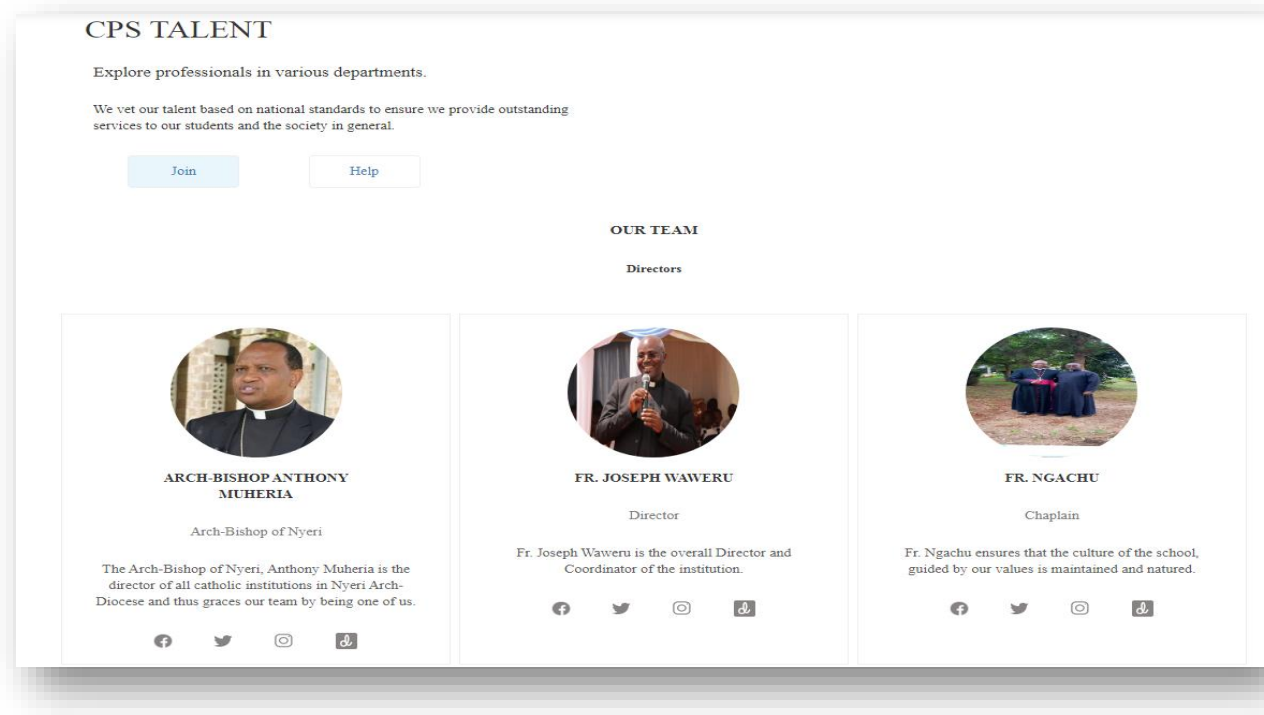 CPS TALENT
Explore professionals in various departments.
We vet our talent based on national standards to ensure we provide outstanding
services to our students and the society in general.
Join
Help
OUR TEAM
Directors
ARCH-BISHOP ANTHONY
MUHERIA
Arch-Bishop of Nyeri
The Arch-Bishop of Nyeri, Anthony Muheria is the
director of all catholic institutions in Nyeri Arch-
Diocese and thus graces our team by being one of us.
FR. JOSEPH WAWERU
Director
Fr. Joseph Waweru is the overall Director and
Coordinator of the institution.
FR. NGACHU
Chaplain
Fr. Ngachu ensures that the culture of the school,
guided by our values is maintained and natured.